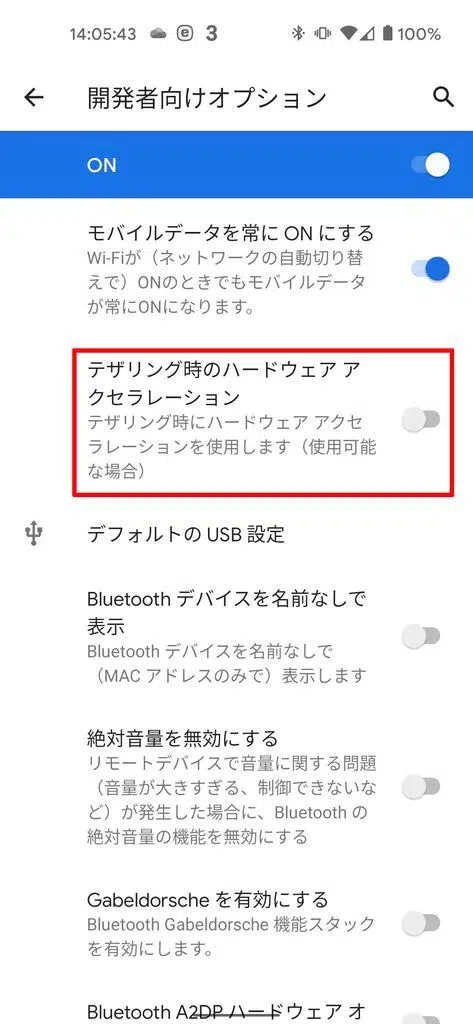 14:05:43 3 100%
開発者向けオプション
ON
モバイルデータを常に ON にする
Wi-Fiが（ネットワークの自動切り替
えで）ONのときでもモバイルデータ
が常にONになります。
テザリング時のハードウェア ア
クセラレーション
テザリング時にハードウェア アクセ
ラレーションを使用します（使用可能
な場合）
デフォルトの USB 設定
Bluetooth デバイスを名前なしで
表示
Bluetooth デバイスを名前なしで
（MAC アドレスのみで）表示します
絶対音量を無効にする
リモートデバイスで音量に関する問題
（音量が大きすぎる、制御できないな
ど）が発生した場合に、Bluetooth の
絶対音量の機能を無効にする
Gabeldorsche を有効にする
Bluetooth Gabeldorsche 機能スタック
を有効にします。
Bluetooth A2DP ハードウェア オ